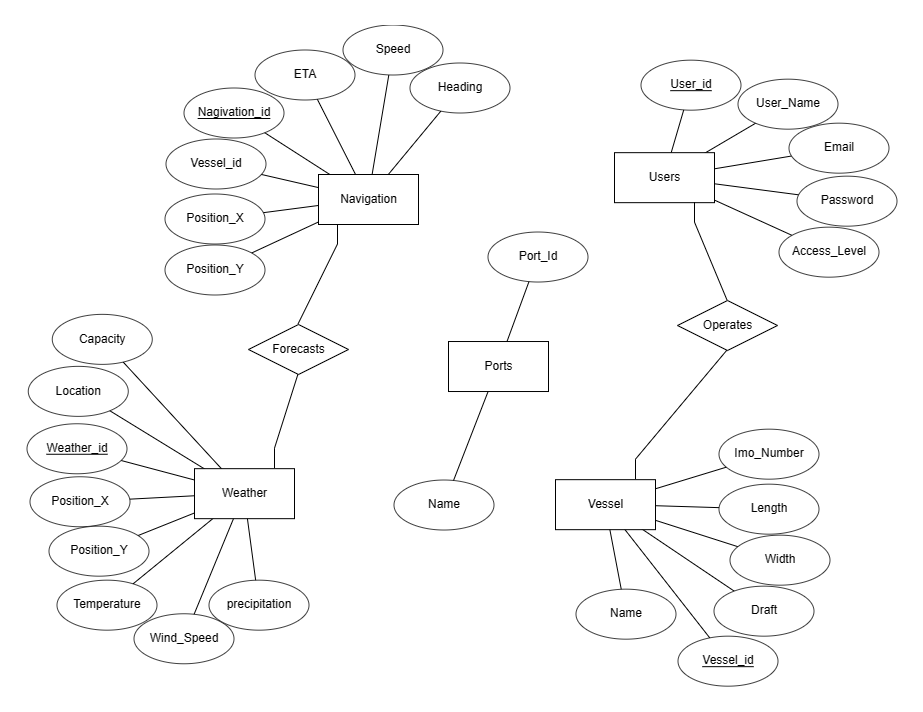 Speed
ETA
Heading
Nagivation_id
Vessel_id
Position_X
Position_Y
Navigation
User_id
User_Name
Email
Password
Access_Level
Users
Port_Id
Ports
Name
Forecasts
Operates
Capacity
Location
Weather_id
Position_X
Position_Y
Temperature
Wind_Speed
precipitation
Weather
Imo_Number
Length
Width
Draft
Vessel_id
Name
Vessel